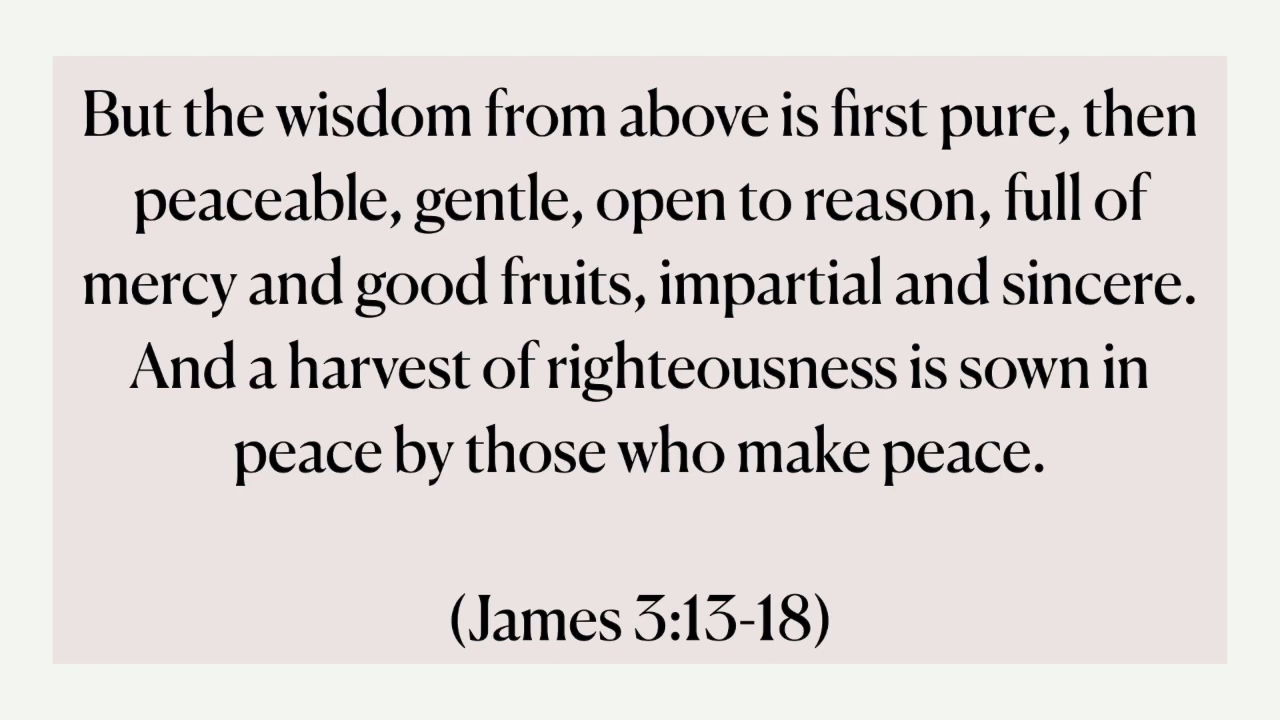 But the wisdom from above is first pure, then
peaceable, gentle, open to reason, full of
mercy and good fruits, impartial and sincere.
And a harvest of righteousness is sown in
peace by those who make peace.
(James 3:13-18)